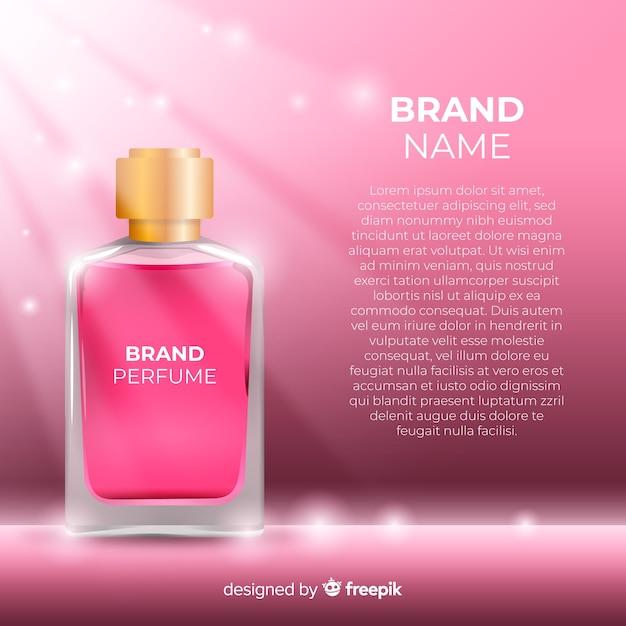 BRAND
NAME
Lorem ipsum dolor sit amet,
consectetuer adipiscing elit, sed
diam nonummy nibh euismod
tincidunt ut laoreet dolore magna
aliquam erat volutpat. Ut wisi enim
ad minim veniam, quis nostrud
exerci tation ullamcorper suscipit
lobortis nisl ut aliquip ex ea
commodo consequat. Duis autem
vel eum iriure dolor in hendrerit in
vulputate velit esse molestie
consequat, vel illum dolore eu
feugiat nulla facilisis at vero eros et
accumsan et iusto odio dignissim
qui blandit praesent luptatum
zzril delenit augue duis dolore te
feugait nulla facilisi.
BRAND
PERFUME
designed by freepik